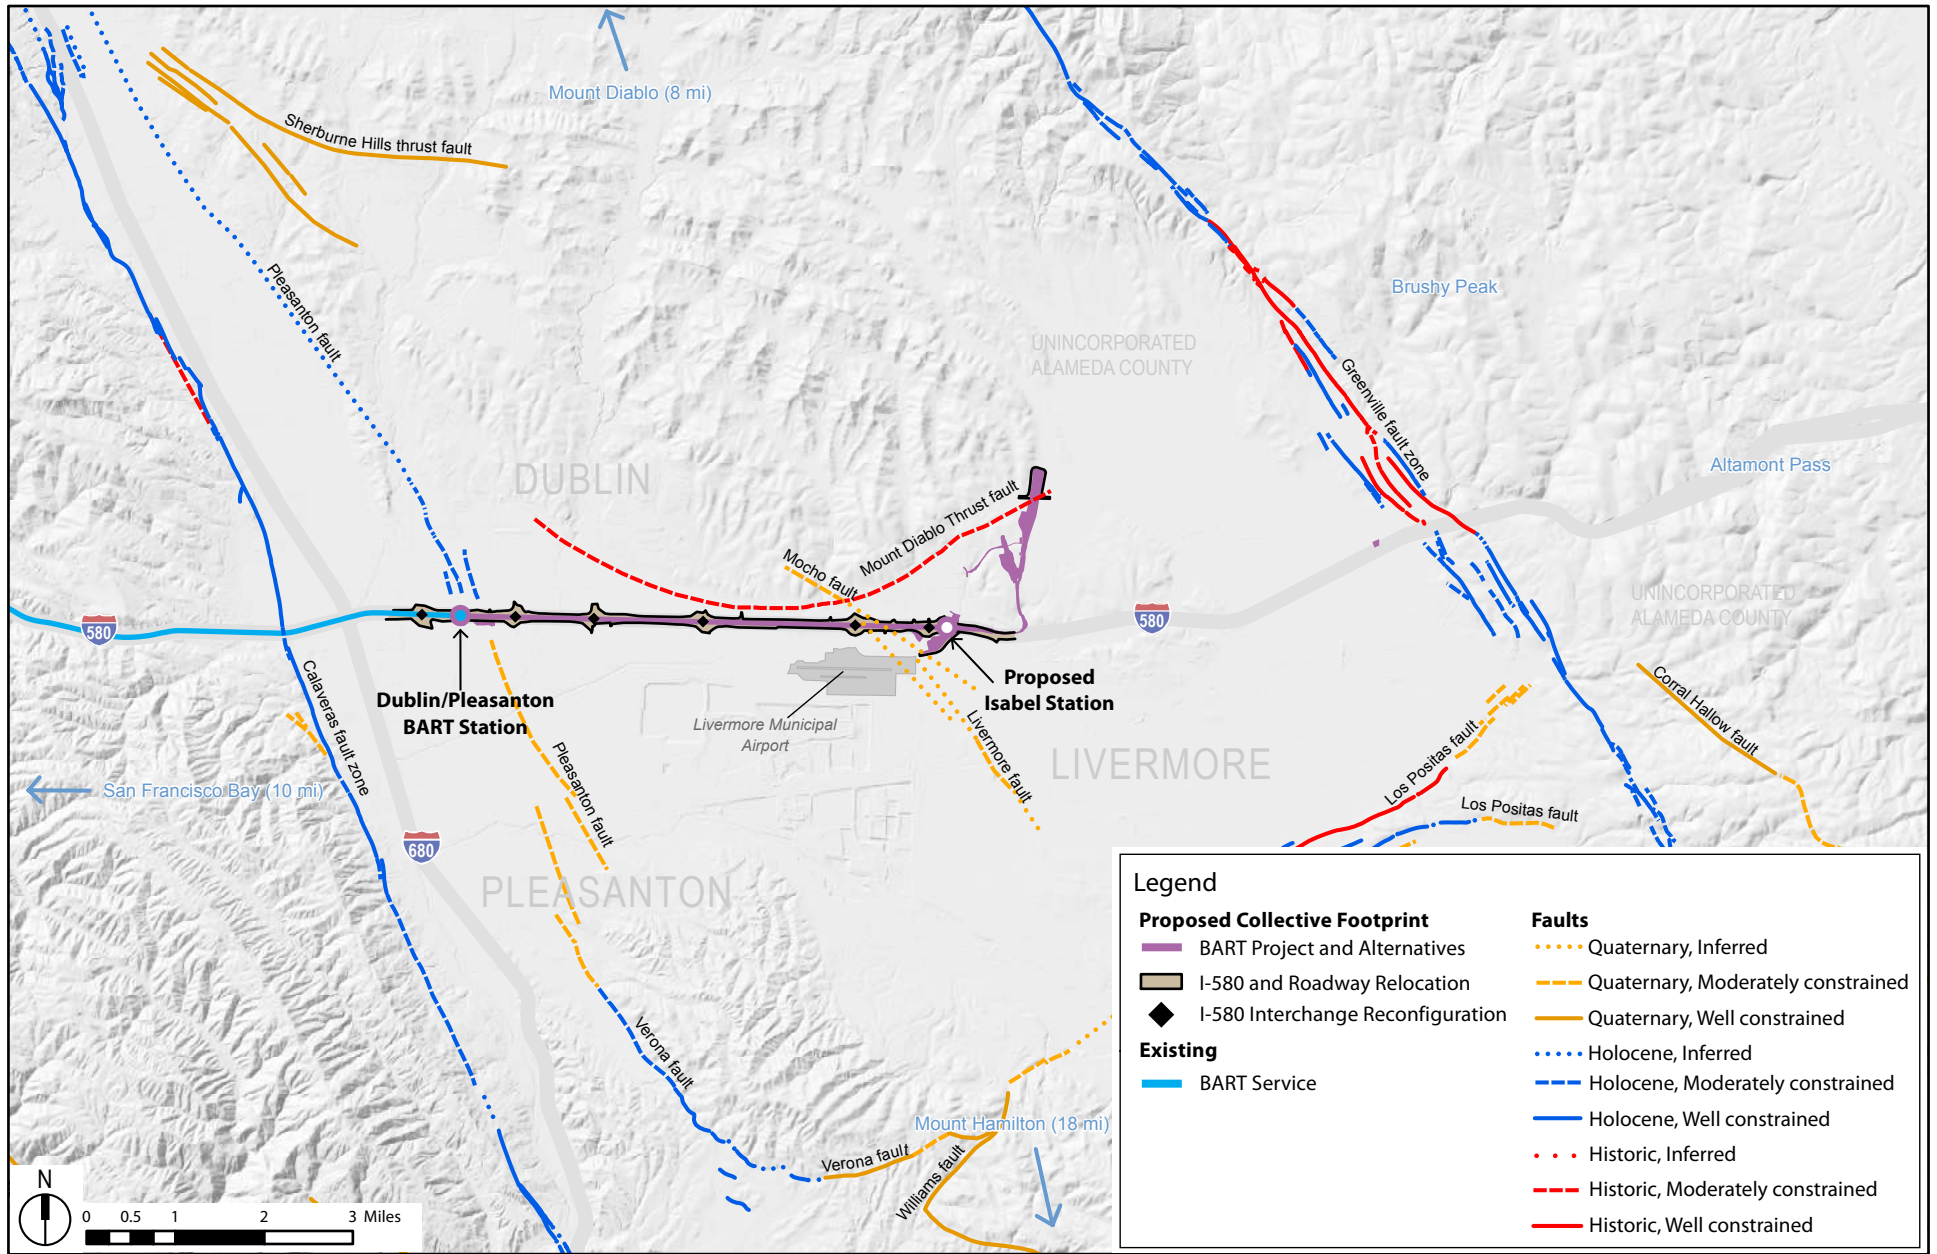 Mount Diablo (8 mi)
Sherburne Hills thrust fault
Pleasanton fault
Brushy Peak
UNINCORPORATED
ALAMEDA COUNTY
Greenville fault zone
Altamont Pass
DUBLIN
Mount Diablo Thrust fault
Mocho fault
580
580
UNINCORPORATED
ALAMEDA COUNTY
Calaveras fault zone
Dublin/Pleasanton
BART Station
Proposed
Isabel Station
Livermore Municipal
Airport
Livermore fault
LIVERMORE
Corral Hallow fault
Los Positas fault
Los Positas fault
San Francisco Bay (10 mi)
Pleasanton fault
680
PLEASANTON
Verona fault
Mount Hamilton (18 mi)
Verona fault
Williams fault
N
0 0.5 1 2 3 Miles
Legend
Proposed Collective Footprint
BART Project and Alternatives
I-580 and Roadway Relocation
I-580 Interchange Reconfiguration
Existing
BART Service
Faults
Quaternary, Inferred
Quaternary, Moderately constrained
Quaternary, Well constrained
Holocene, Inferred
Holocene, Moderately constrained
Holocene, Well constrained
Historic, Inferred
Historic, Moderately constrained
Historic, Well constrained